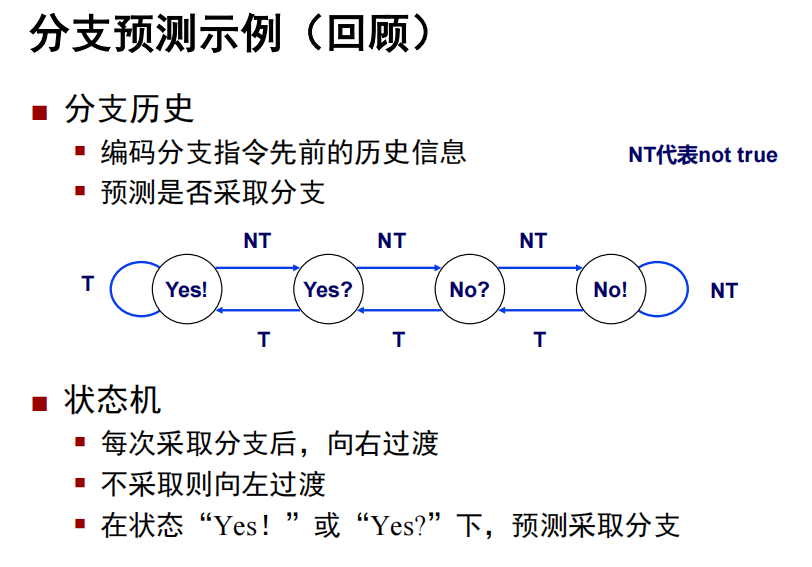 分支预测示例（回顾）
■ 分支历史
▪ 编码分支指令先前的历史信息
NT代表not true
▪ 预测是否采取分支
NT NT NT
T Yes! Yes? No? No! NT
T T T
■ 状态机
▪ 每次采取分支后，向右过渡
▪ 不采取则向左过渡
▪ 在状态“Yes！”或“Yes?”下，预测采取分支